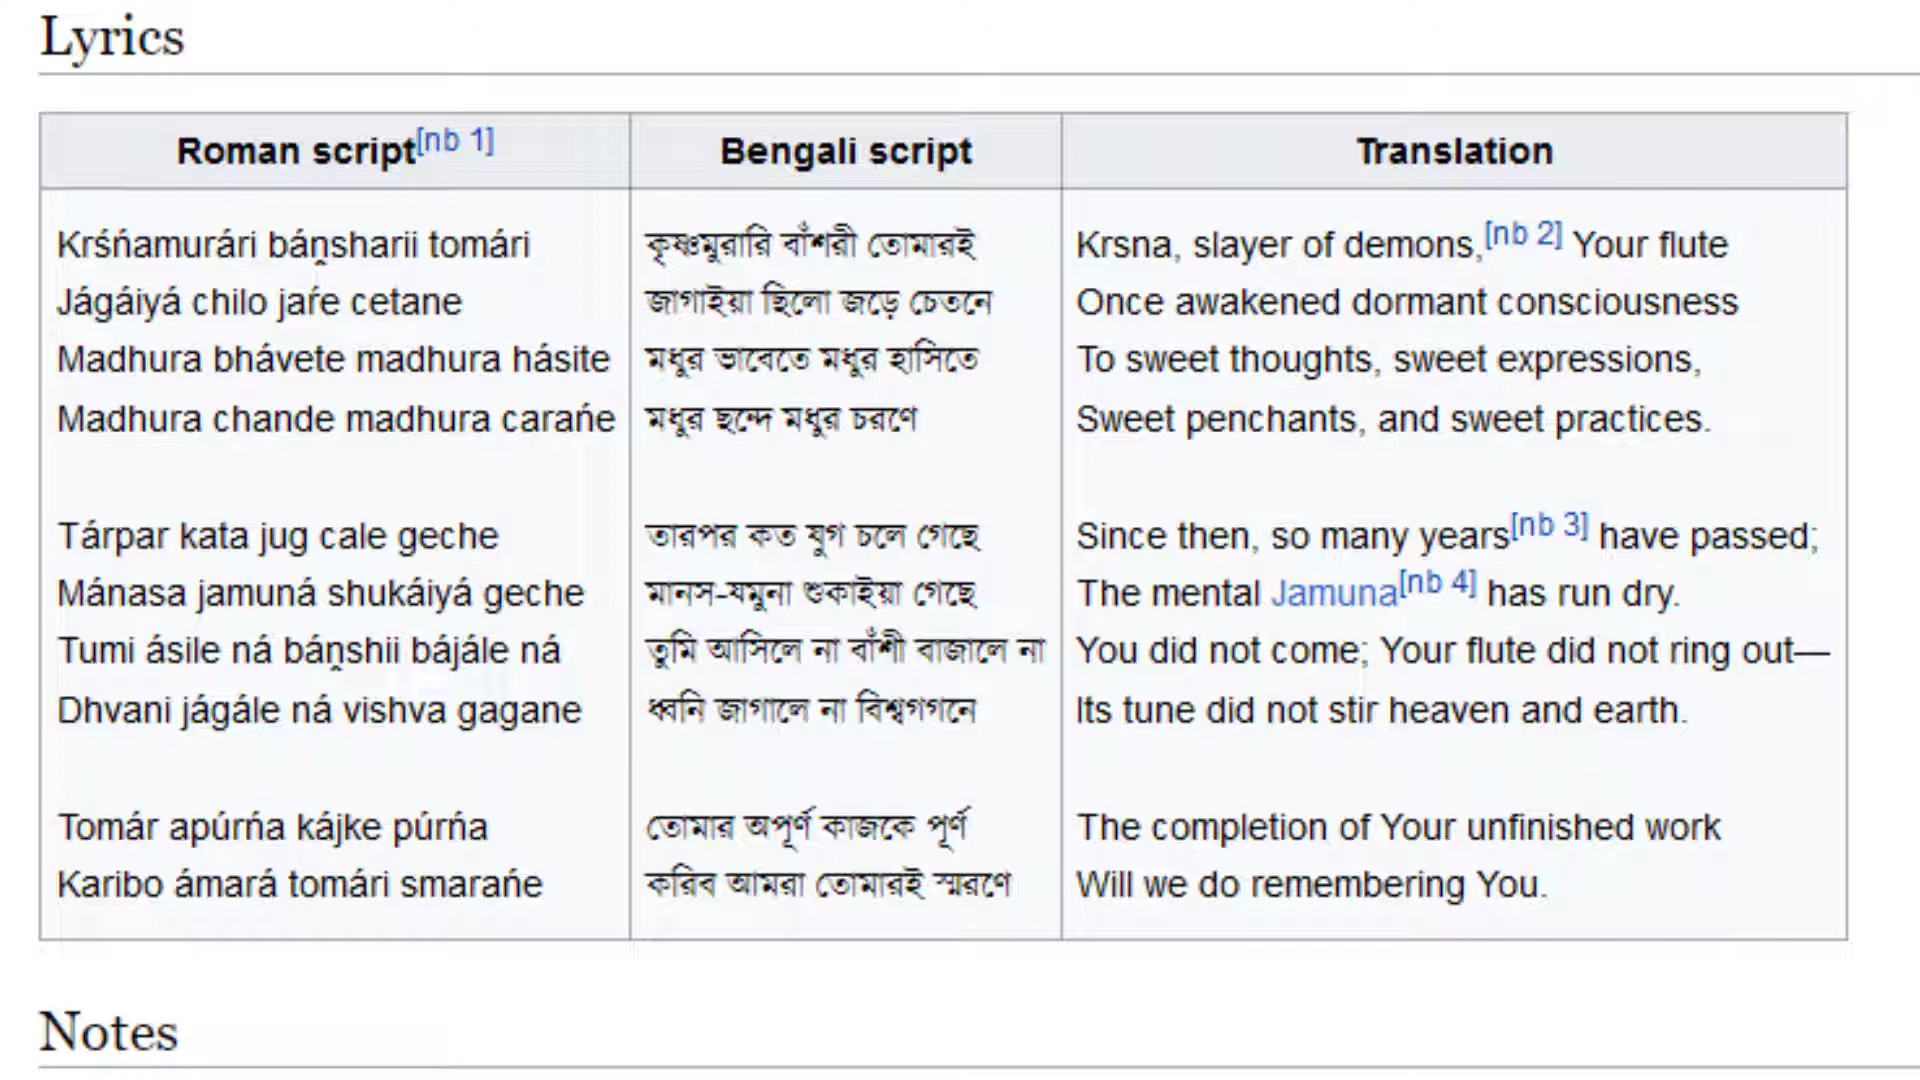 Lyrics
Roman script[nb 1] Bengali script Translation
Krśńamurári báṋsharii tomári কৃষ্ণমুরারি বাঁশরী তোমারই Krsna, slayer of demons,[nb 2] Your flute
Jágáiyá chilo jaŕe cetane জাগাইয়া ছিলো জড়ে চেতনে Once awakened dormant consciousness
Madhura bhávete madhura hásite মধুর ভাবেতে মধুর হাসিতে To sweet thoughts, sweet expressions,
Madhura chande madhura carańe মধুর ছন্দে মধুর চরণে Sweet penchants, and sweet practices.
Tárpar kata jug cale geche তারপর কত যুগ চলে গেছে Since then, so many years[nb 3] have passed;
Mánasa jamuná shukáiyá geche মানস-যমুনা শুকাইয়া গেছে The mental Jamuna[nb 4] has run dry.
Tumi ásile ná báṋshii bájále ná তুমি আসিলে না বাঁশী বাজালে না You did not come; Your flute did not ring out—
Dhvani jágále ná vishva gagane ধ্বনি জাগালে না বিশ্বগগনে Its tune did not stir heaven and earth.
Tomár apúrńa kájke púrńa তোমার অপূর্ণ কাজকে পূর্ণ The completion of Your unfinished work
Karibo ámará tomári smarańe করিব আমরা তোমারই স্মরণে Will we do remembering You.
Notes